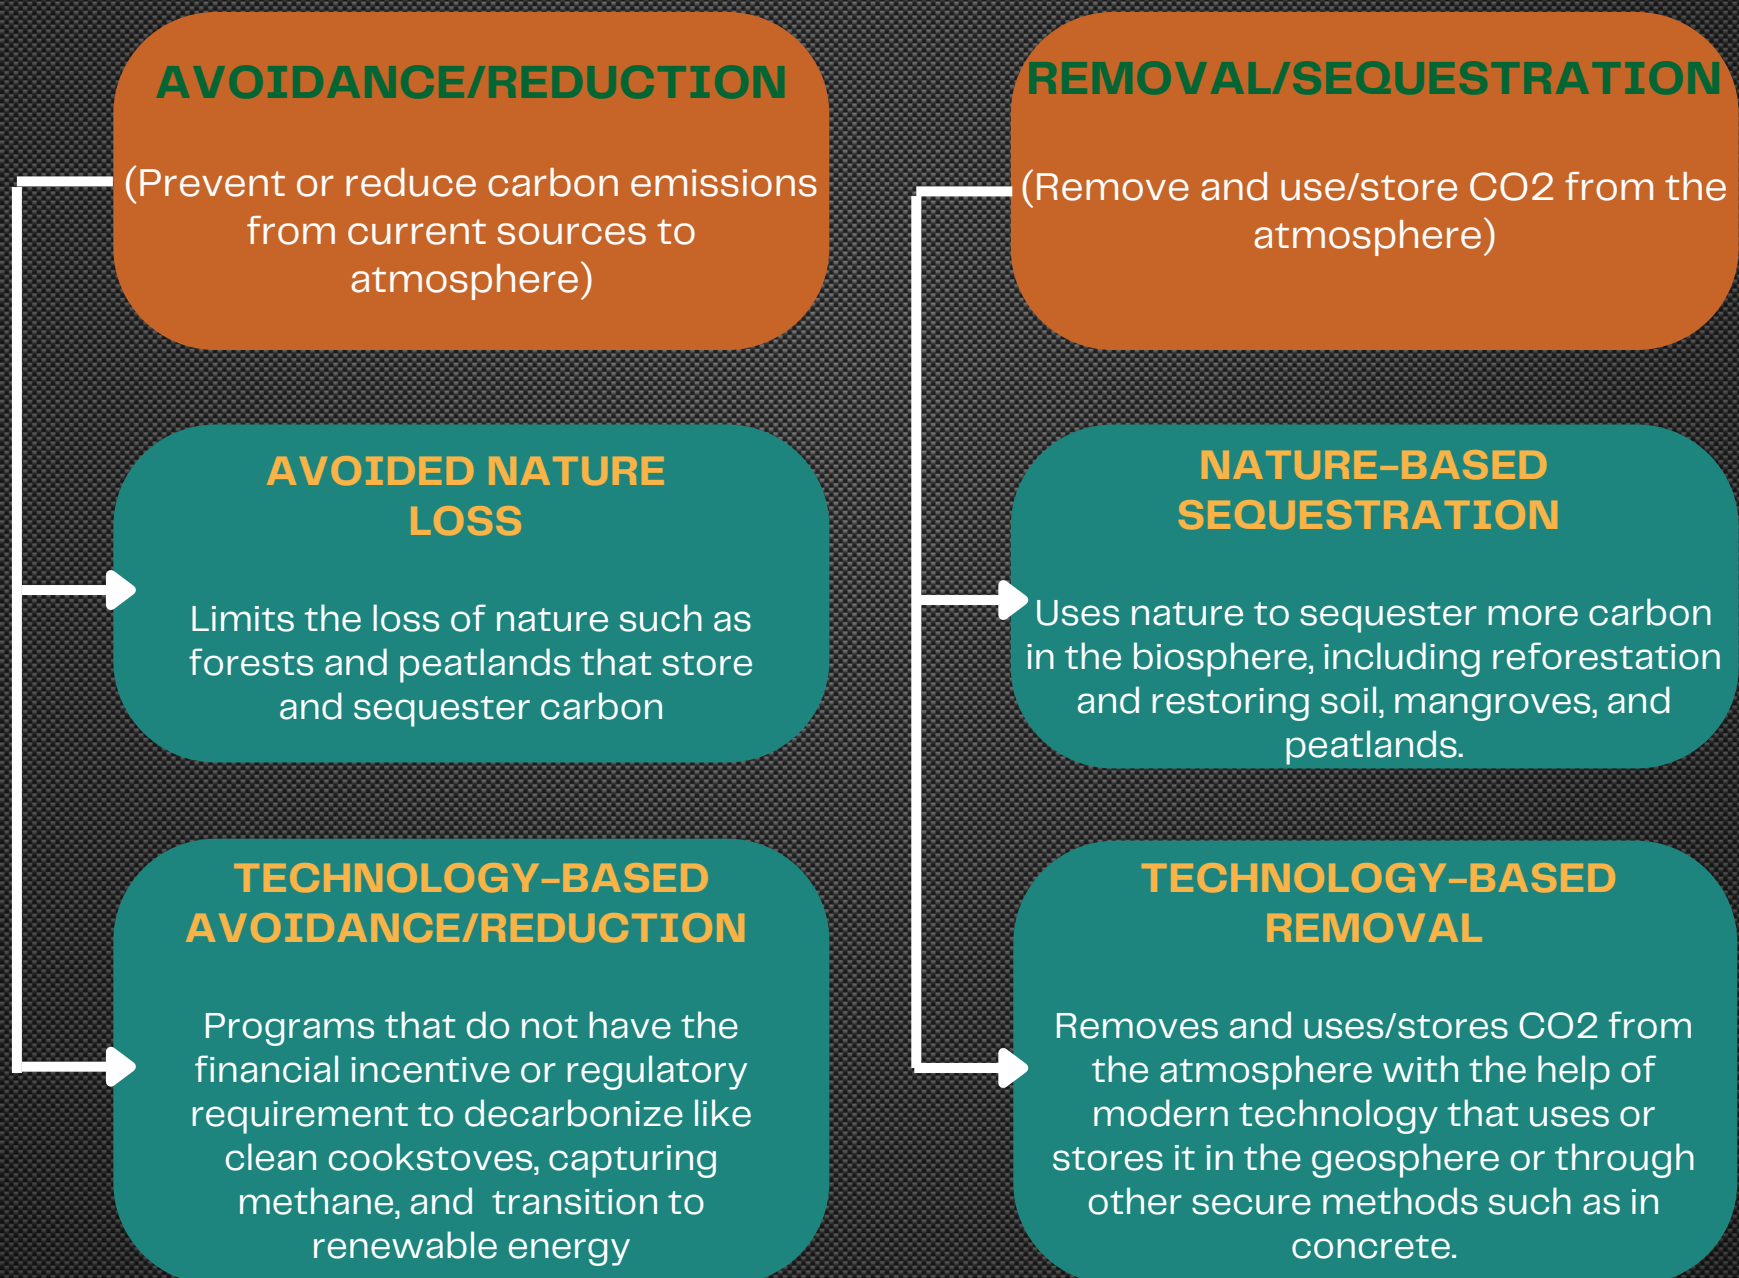 AVOIDANCE/REDUCTION
(Prevent or reduce carbon emissions
from current sources to
atmosphere)
AVOIDED NATURE
LOSS
Limits the loss of nature such as
forests and peatlands that store
and sequester carbon
TECHNOLOGY-BASED
AVOIDANCE/REDUCTION
Programs that do not have the
financial incentive or regulatory
requirement to decarbonize like
clean cookstoves, capturing
methane, and  transition to
renewable energy
REMOVAL/SEQUESTRATION
(Remove and use/store CO2 from the
atmosphere)
NATURE-BASED
SEQUESTRATION
Uses nature to sequester more carbon
in the biosphere, including reforestation
and restoring soil, mangroves, and
peatlands.
TECHNOLOGY-BASED
REMOVAL
Removes and uses/stores CO2 from
the atmosphere with the help of
modern technology that uses or
stores it in the geosphere or through
other secure methods such as in
concrete.